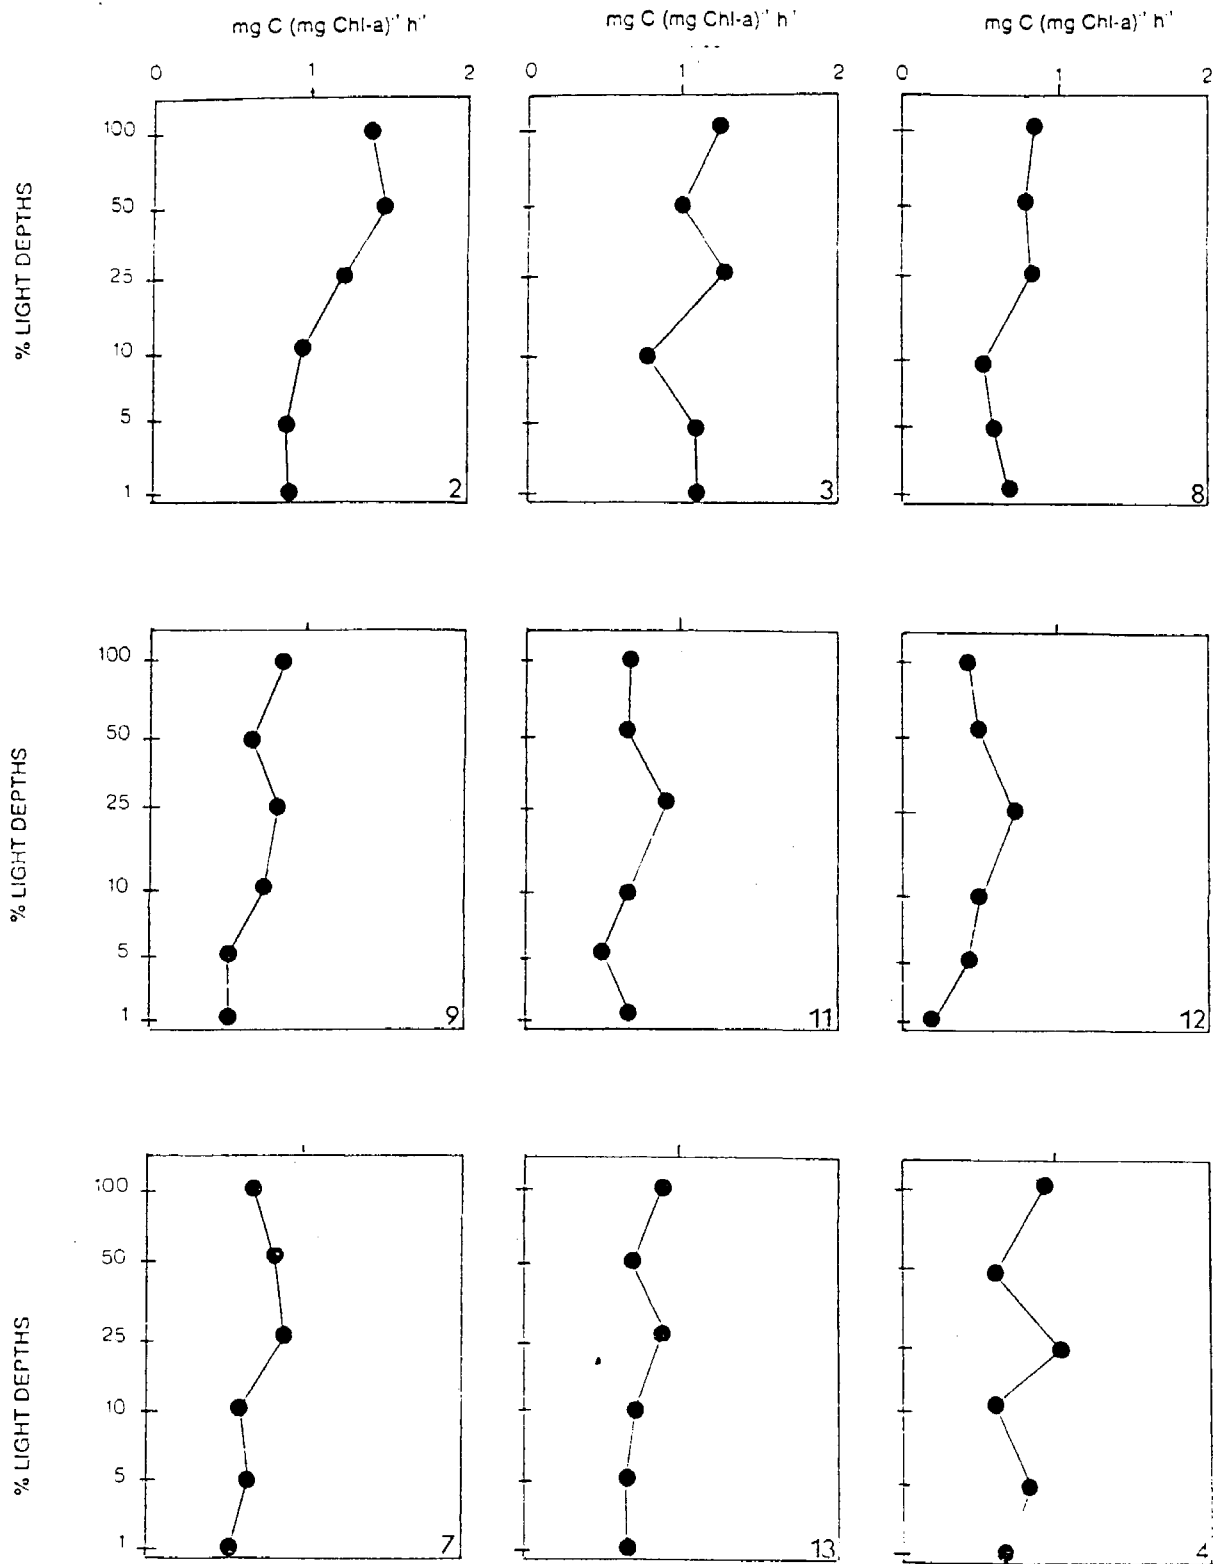 mg C (mg Chl-a)⁻¹ h⁻¹ mg C (mg Chl-a)⁻¹ h⁻¹ mg C (mg Chl-a)⁻¹ h⁻¹
0 1 2 0 1 2 0 1 2
% LIGHT DEPTHS
100
50
25
10
5
1
2 3 8
% LIGHT DEPTHS
100
50
25
10
5
1
9 11 12
% LIGHT DEPTHS
100
50
25
10
5
1
7 13 4